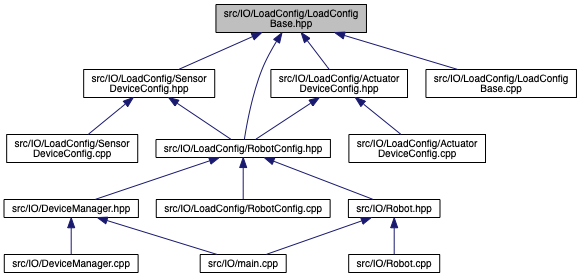 src/IO/LoadConfig/LoadConfig
Base.hpp
src/IO/LoadConfig/Sensor
DeviceConfig.hpp
src/IO/LoadConfig/Actuator
DeviceConfig.hpp
src/IO/LoadConfig/LoadConfig
Base.cpp
src/IO/LoadConfig/Sensor
DeviceConfig.cpp
src/IO/LoadConfig/RobotConfig.hpp
src/IO/LoadConfig/Actuator
DeviceConfig.cpp
src/IO/DeviceManager.hpp
src/IO/LoadConfig/RobotConfig.cpp
src/IO/Robot.hpp
src/IO/DeviceManager.cpp
src/IO/main.cpp
src/IO/Robot.cpp